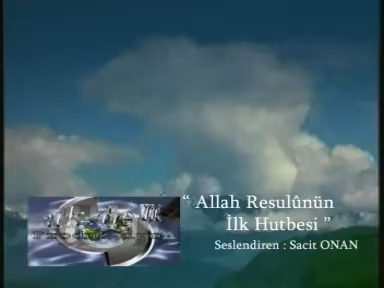 “ Allah Resulûnün
İlk Hutbesi ”
Seslendiren : Sacit ONAN